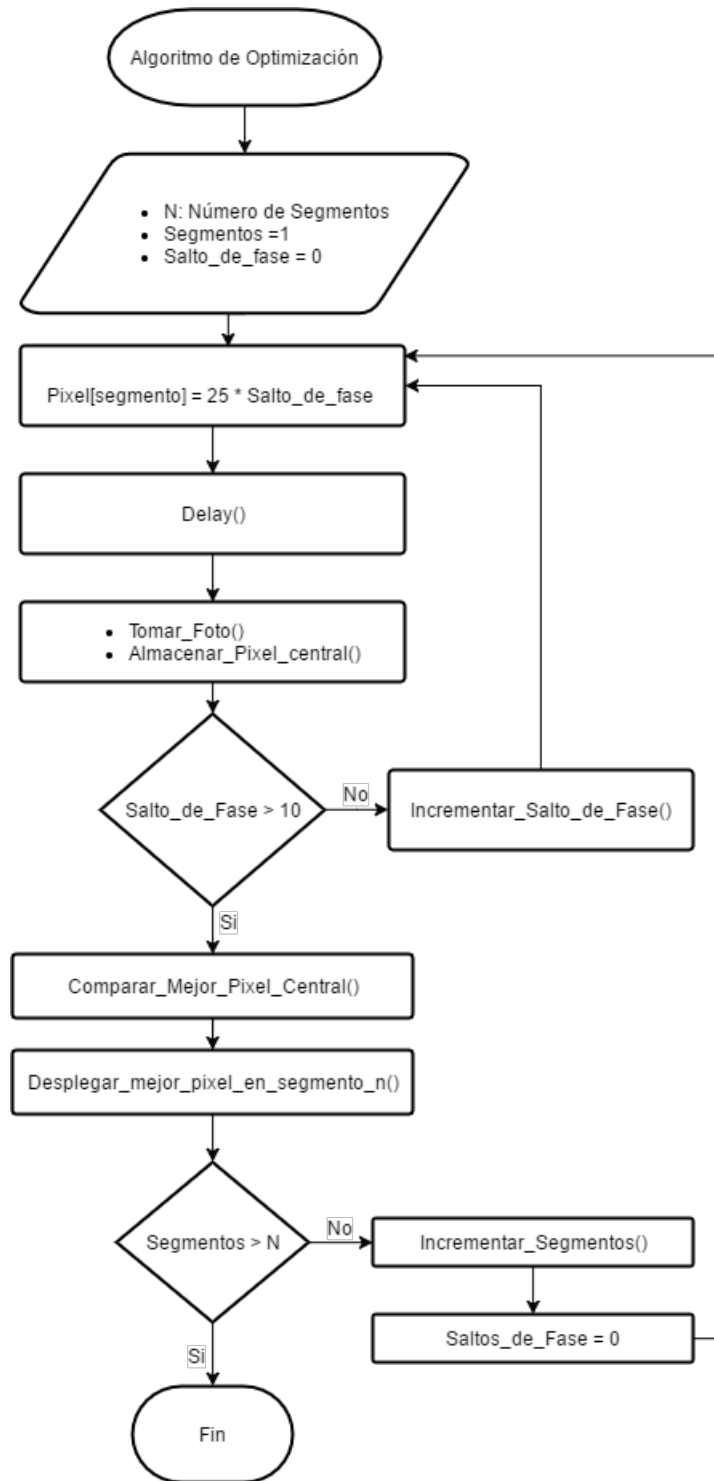 Algoritmo de Optimización
• N: Número de Segmentos
• Segmentos =1
• Salto_de_fase = 0
Pixel[segmento] = 25 * Salto_de_fase
Delay()
• Tomar_Foto()
• Almacenar_Pixel_central()
Salto_de_Fase > 10
No
Incrementar_Salto_de_Fase()
Si
Comparar_Mejor_Pixel_Central()
Desplegar_mejor_pixel_en_segmento_n()
Segmentos > N
No
Incrementar_Segmentos()
Saltos_de_Fase = 0
Si
Fin